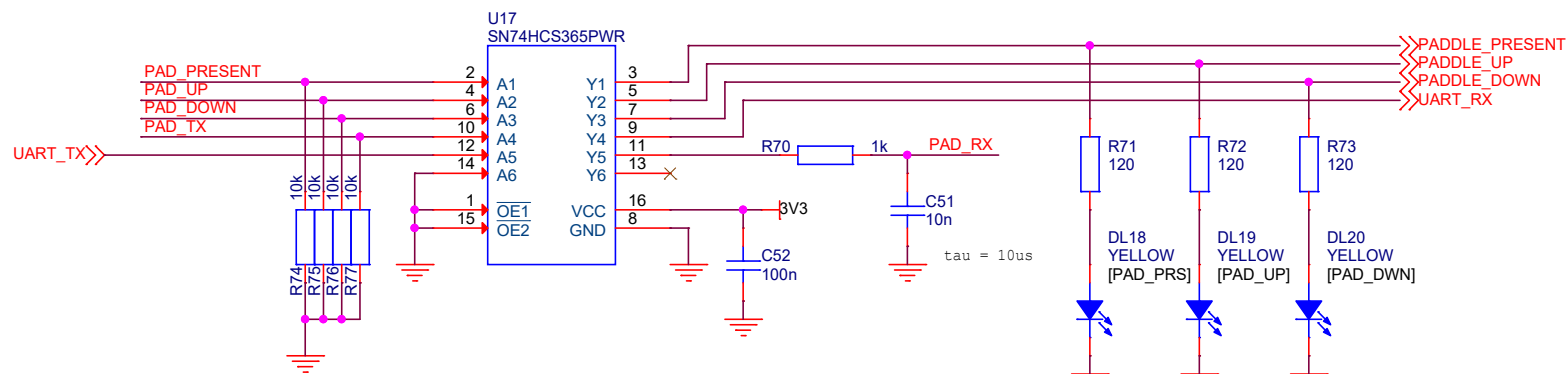 U17
SN74HCS365PWR
PAD_PRESENT
PAD_UP
PAD_DOWN
PAD_TX
UART_TX
2
4
6
10
12
14
1
15
A1
A2
A3
A4
A5
A6
OE1
OE2
Y1
Y2
Y3
Y4
Y5
Y6
VCC
GND
3
5
7
9
11
13
16
8
PADDLE_PRESENT
PADDLE_UP
PADDLE_DOWN
UART_RX
R70
1k
PAD_RX
3V3
C51
10n
C52
100n
tau = 10us
10k
10k
10k
10k
R74
R75
R76
R77
R71
120
R72
120
R73
120
DL18
YELLOW
[PAD_PRS]
DL19
YELLOW
[PAD_UP]
DL20
YELLOW
[PAD_DWN]